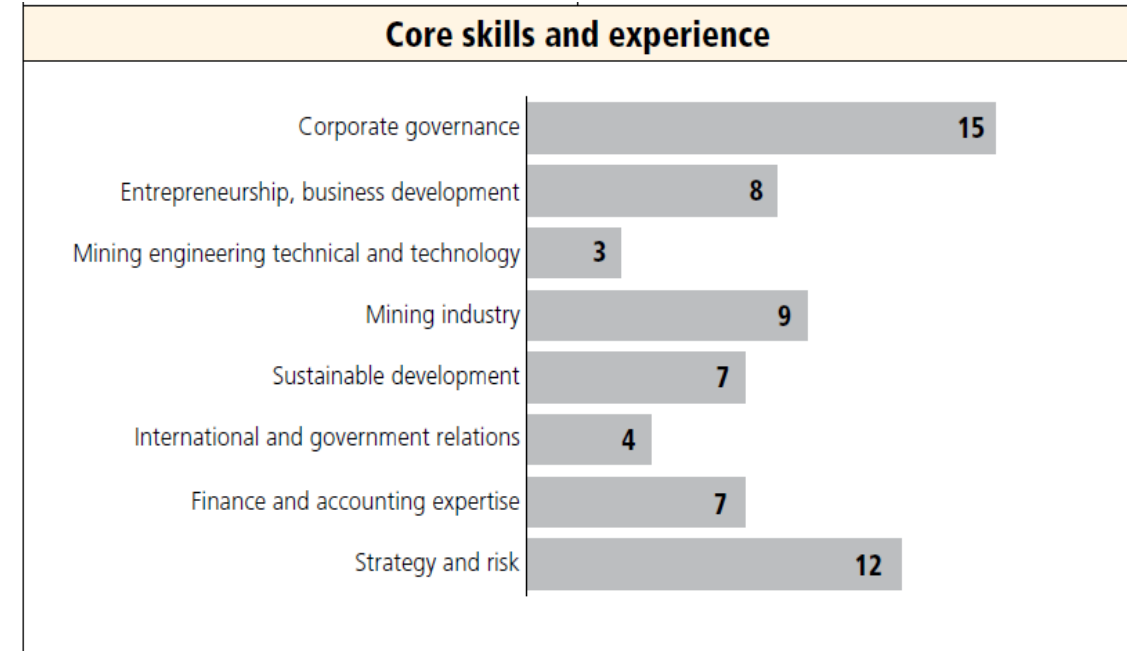 Core skills and experience
Corporate governance 15
Entrepreneurship, business development 8
Mining engineering technical and technology 3
Mining industry 9
Sustainable development 7
International and government relations 4
Finance and accounting expertise 7
Strategy and risk 12